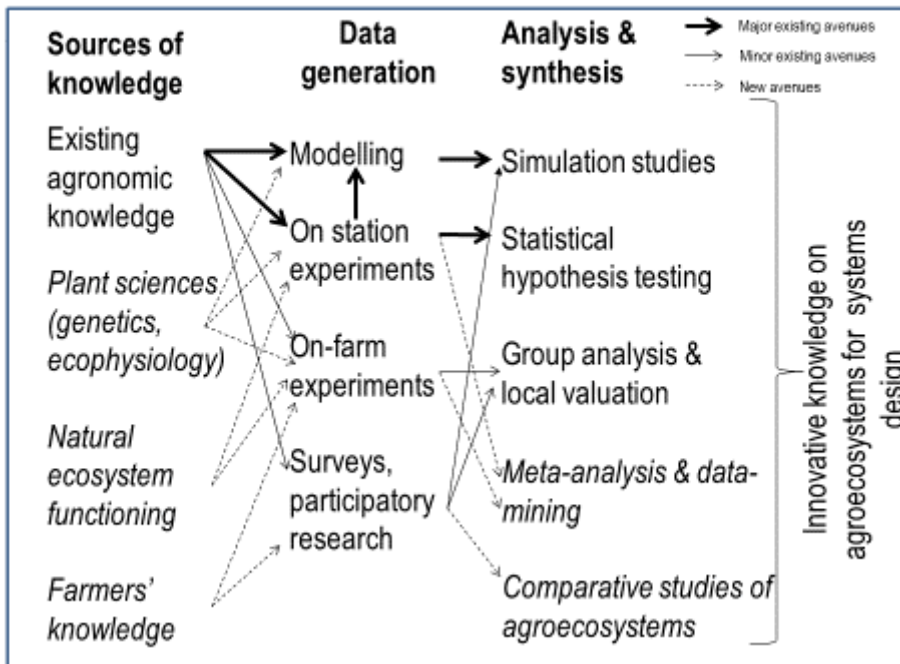 Sources of
knowledge
Data
generation
Analysis &
synthesis
Major existing avenues
Minor existing avenues
New avenues
Existing
agronomic
knowledge
Plant sciences
(genetics,
ecophysiology)
Natural
ecosystem
functioning
Farmers’
knowledge
Modelling
On station
experiments
On-farm
experiments
Surveys,
participatory
research
Simulation studies
Statistical
hypothesis testing
Group analysis &
local valuation
Meta-analysis & data-
mining
Comparative studies of
agroecosystems
Innovative knowledge on
agroecosystems for systems
design